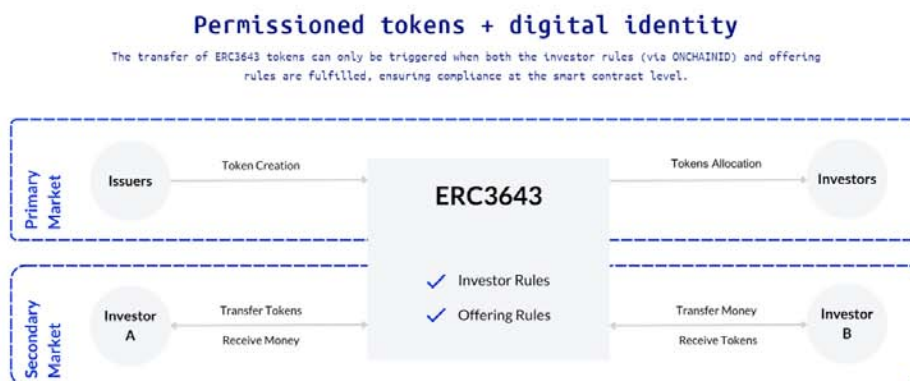 Permissioned tokens + digital identity
The transfer of ERC3643 tokens can only be triggered when both the investor rules (via ONCHAINID) and offering
rules are fulfilled, ensuring compliance at the smart contract level.
Primary
Market
Issuers
Token Creation
ERC3643
Tokens Allocation
Investors
Investor Rules
Offering Rules
Secondary
Market
Investor
A
Transfer Tokens
Receive Money
Transfer Money
Receive Tokens
Investor
B